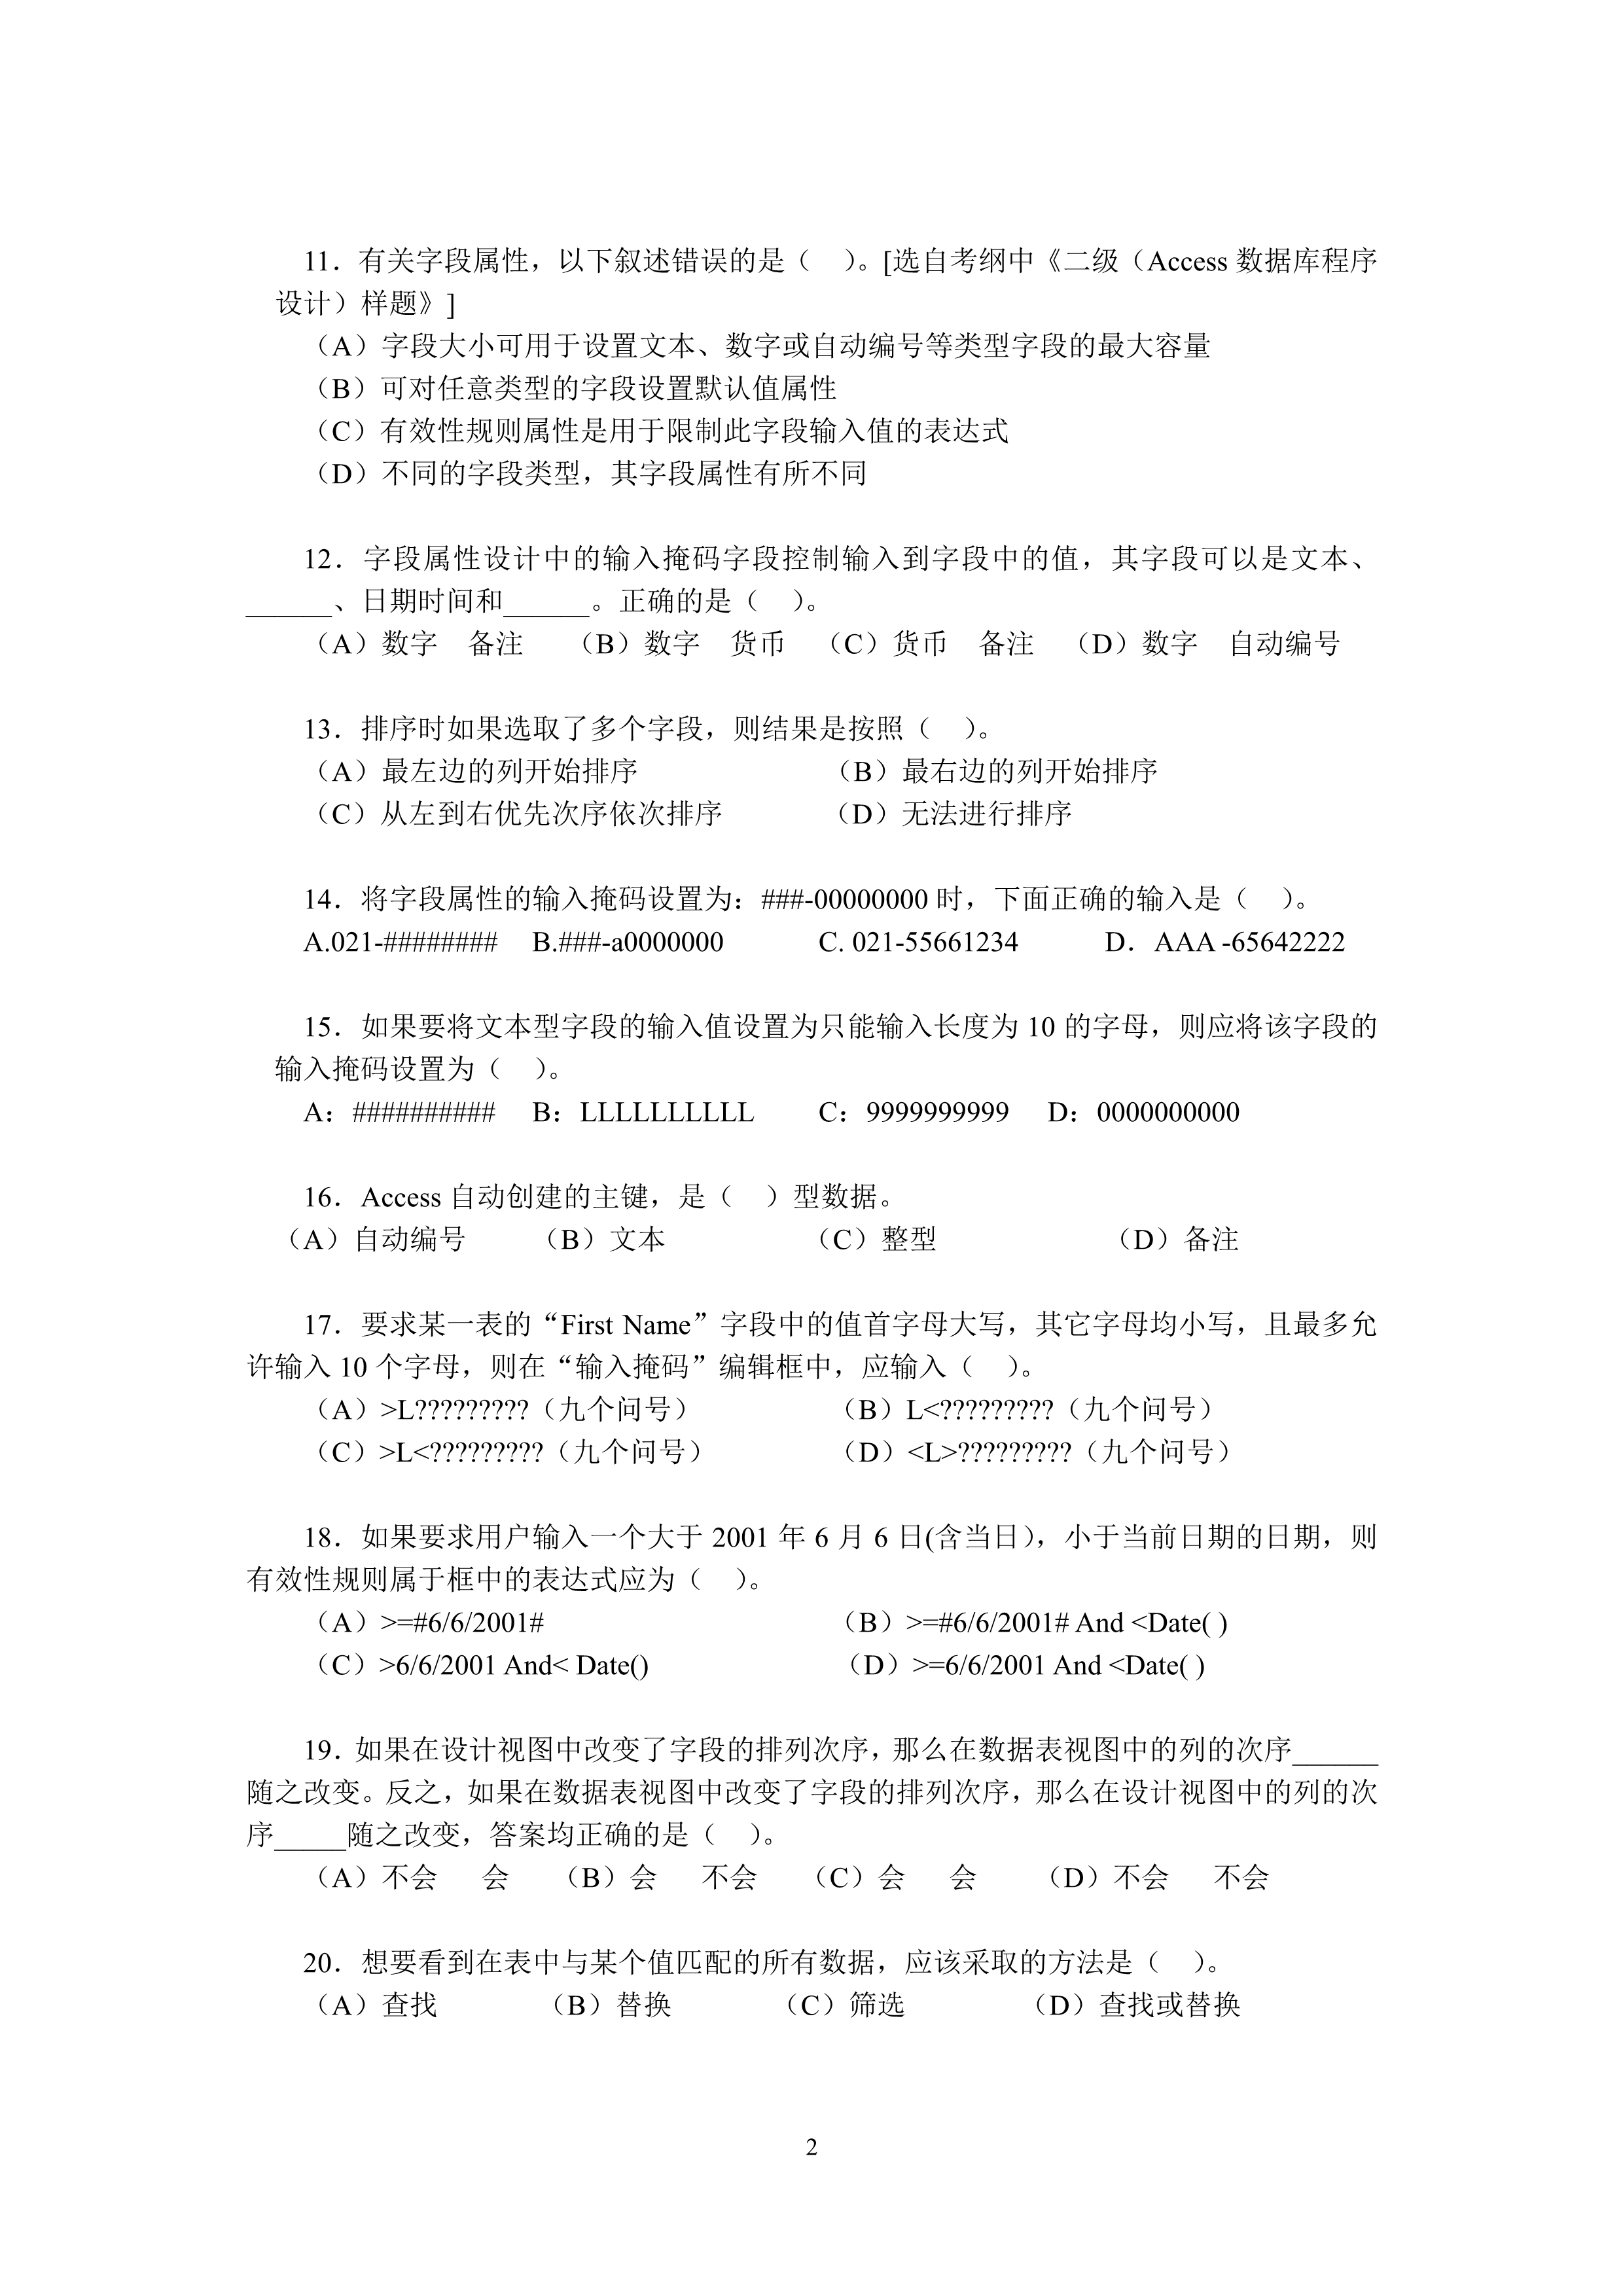 11．有关字段属性，以下叙述错误的是（　）。[选自考纲中《二级（Access 数据库程序
设计）样题》]
（A）字段大小可用于设置文本、数字或自动编号等类型字段的最大容量
（B）可对任意类型的字段设置默认值属性
（C）有效性规则属性是用于限制此字段输入值的表达式
（D）不同的字段类型，其字段属性有所不同
12．字段属性设计中的输入掩码字段控制输入到字段中的值，其字段可以是文本、
______、日期时间和______。正确的是（　）。
（A）数字　备注　（B）数字　货币　（C）货币　备注　（D）数字　自动编号
13．排序时如果选取了多个字段，则结果是按照（　）。
（A）最左边的列开始排序　（B）最右边的列开始排序
（C）从左到右优先次序依次排序　（D）无法进行排序
14．将字段属性的输入掩码设置为：###-00000000 时，下面正确的输入是（　）。
A.021-########　B.###-a0000000　C. 021-55661234　D．AAA -65642222
15．如果要将文本型字段的输入值设置为只能输入长度为 10 的字母，则应将该字段的
输入掩码设置为（　）。
A：##########　B：LLLLLLLLLL　C：9999999999　D：0000000000
16．Access 自动创建的主键，是（　）型数据。
（A）自动编号　（B）文本　（C）整型　（D）备注
17．要求某一表的“First Name”字段中的值首字母大写，其它字母均小写，且最多允
许输入 10 个字母，则在“输入掩码”编辑框中，应输入（　）。
（A）>L?????????（九个问号）　（B）L<?????????（九个问号）
（C）>L<?????????（九个问号）　（D）<L>?????????（九个问号）
18．如果要求用户输入一个大于 2001 年 6 月 6 日(含当日），小于当前日期的日期，则
有效性规则属于框中的表达式应为（　）。
（A）>=#6/6/2001#　（B）>=#6/6/2001# And <Date( )
（C）>6/6/2001 And< Date()　（D）>=6/6/2001 And <Date( )
19．如果在设计视图中改变了字段的排列次序，那么在数据表视图中的列的次序______
随之改变。反之，如果在数据表视图中改变了字段的排列次序，那么在设计视图中的列的次
序_____随之改变，答案均正确的是（　）。
（A）不会　会　（B）会　不会　（C）会　会　（D）不会　不会
20．想要看到在表中与某个值匹配的所有数据，应该采取的方法是（　）。
（A）查找　（B）替换　（C）筛选　（D）查找或替换
2